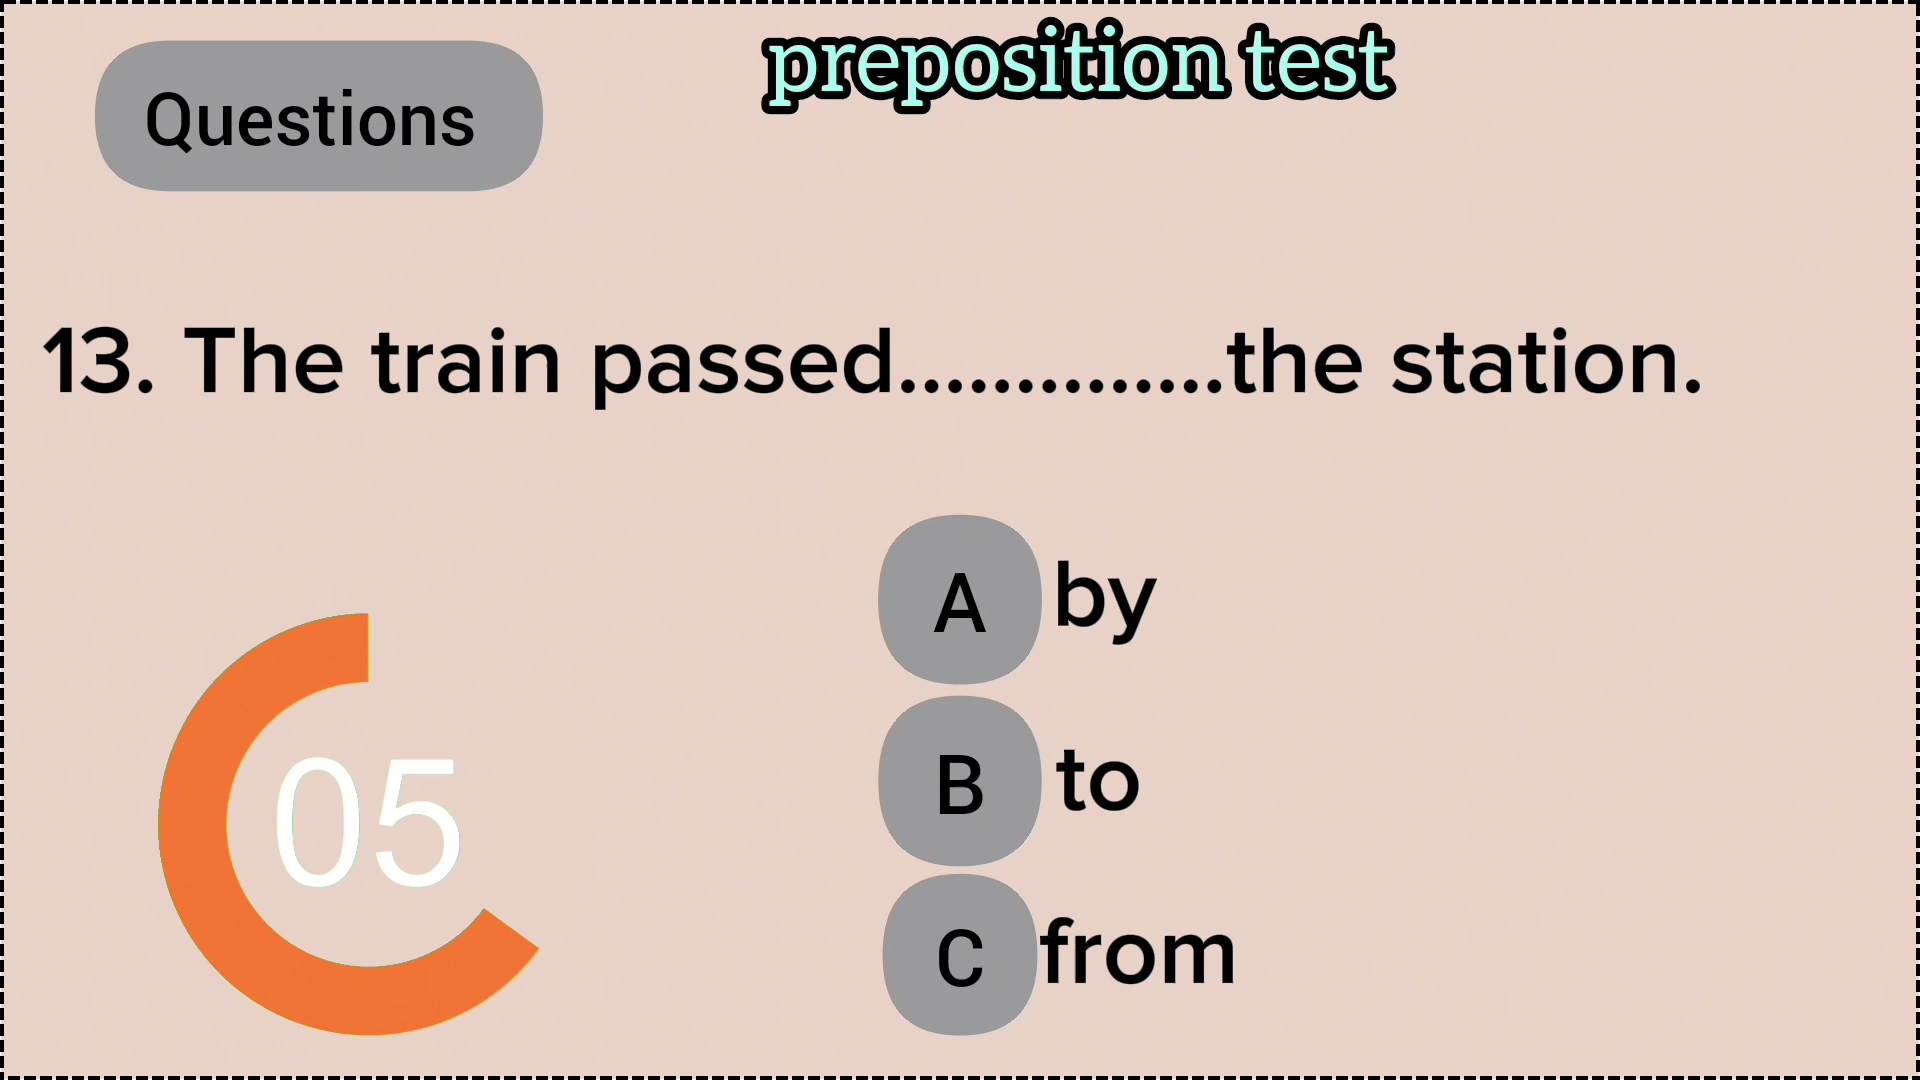 preposition test
Questions
13. The train passed..............the station.
A by
B to
C from
05